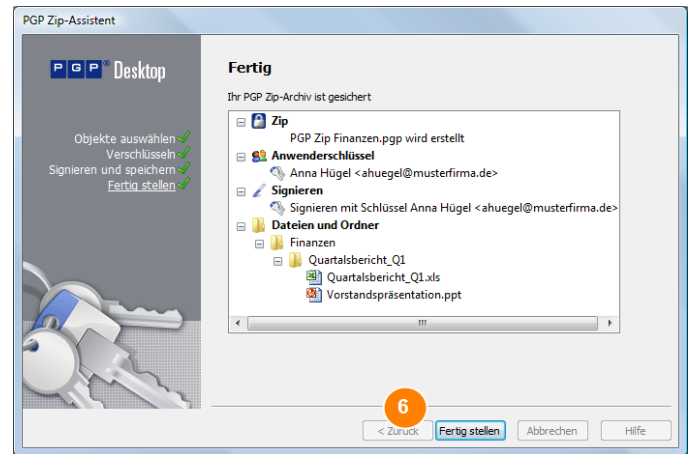 PGP Zip-Assistent
PGP® Desktop
Objekte auswählen
Verschlüsseln
Signieren und speichern
Fertig stellen
Fertig
Ihr PGP Zip-Archiv ist gesichert
Zip
PGP Zip Finanzen.pgp wird erstellt
Anwenderschlüssel
Anna Hügel <ahuegel@musterfirma.de>
Signieren
Signieren mit Schlüssel Anna Hügel <ahuegel@musterfirma.de>
Dateien und Ordner
Finanzen
Quartalsbericht_Q1
Quartalsbericht_Q1.xls
Vorstandspräsentation.ppt
6
< Zurück Fertig stellen Abbrechen Hilfe